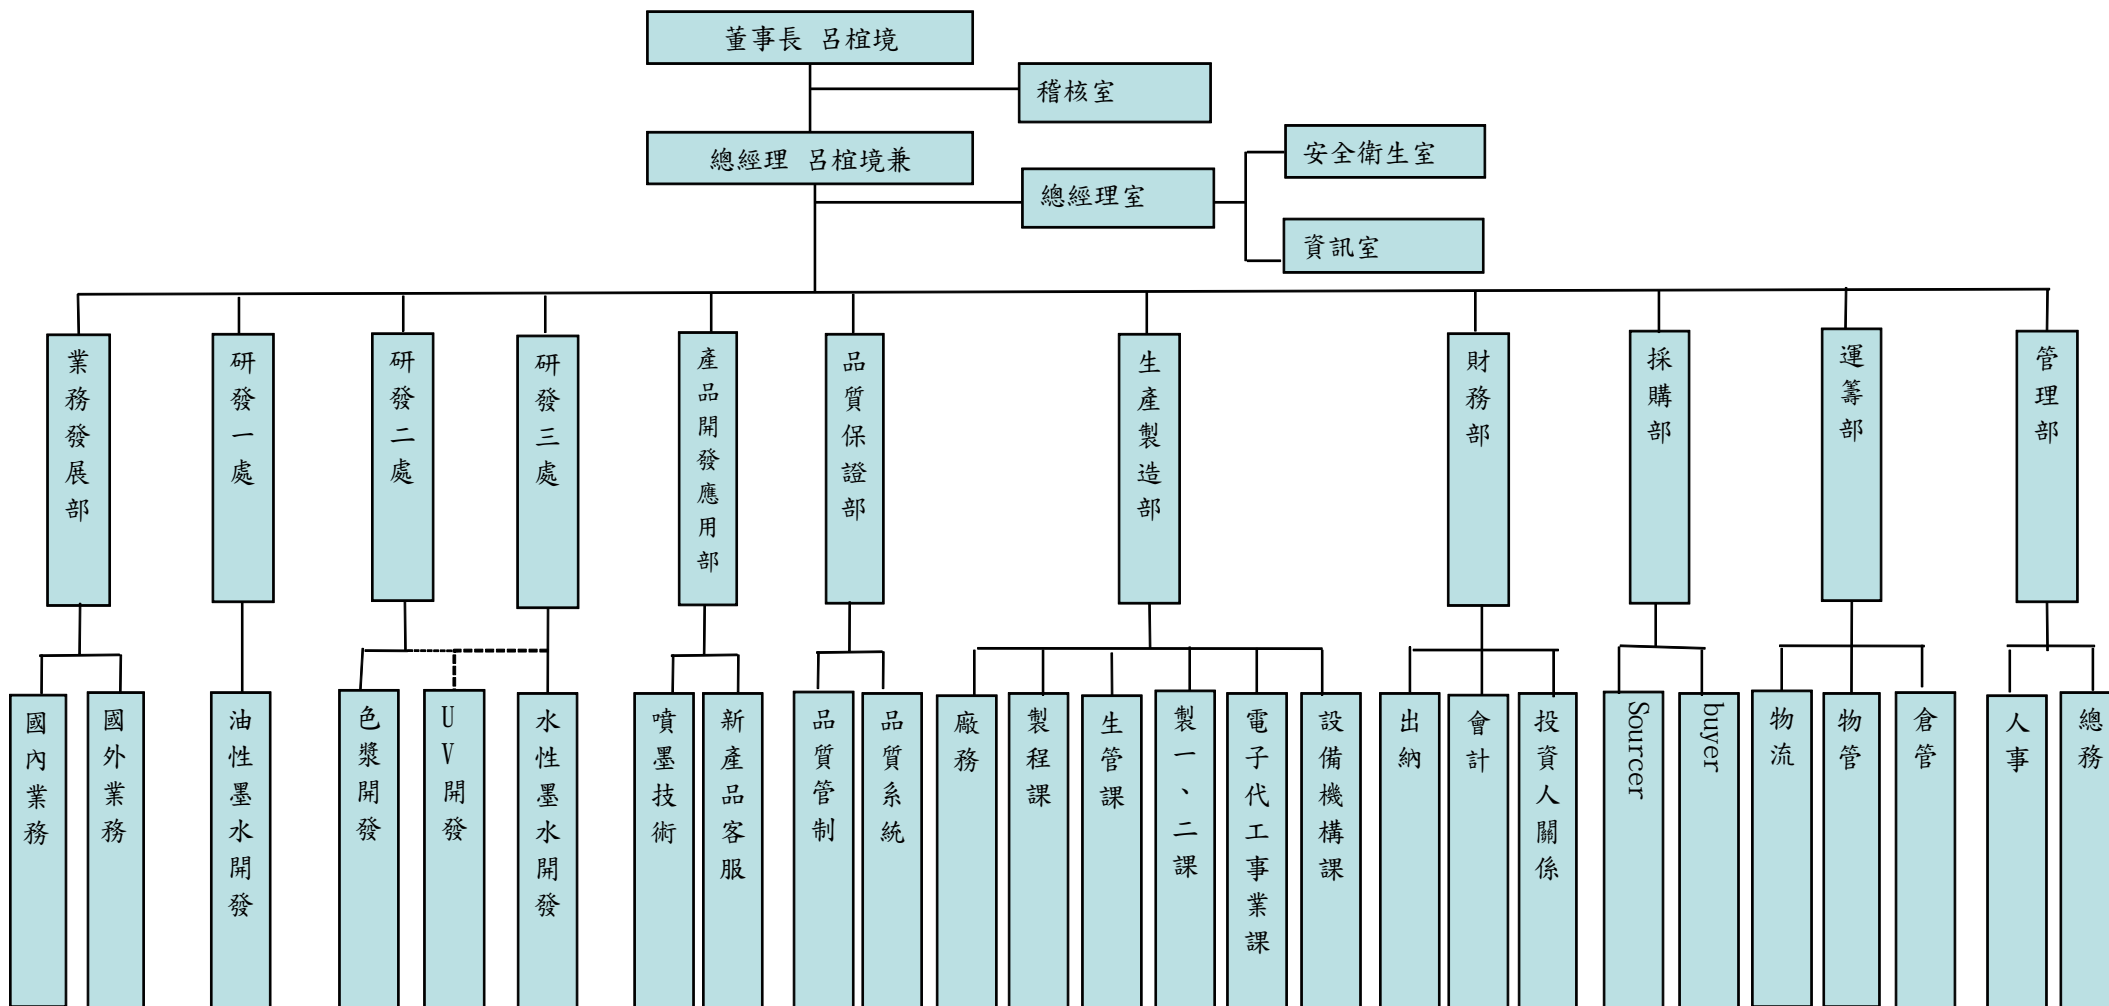 董事長 呂榓境
稽核室
總經理 呂榓境兼
安全衛生室
總經理室
資訊室
業務發展部
研發一處
研發二處
研發三處
產品開發應用部
品質保證部
生產製造部
財務部
採購部
運籌部
管理部
國內業務
國外業務
油性墨水開發
色漿開發
UV開發
水性墨水開發
噴墨技術
新產品客服
品質管制
品質系統
廠務
製程課
生管課
製一、二課
電子代工事業課
設備機構課
出納
會計
投資人關係
Sourcer
buyer
物流
物管
倉管
人事
總務